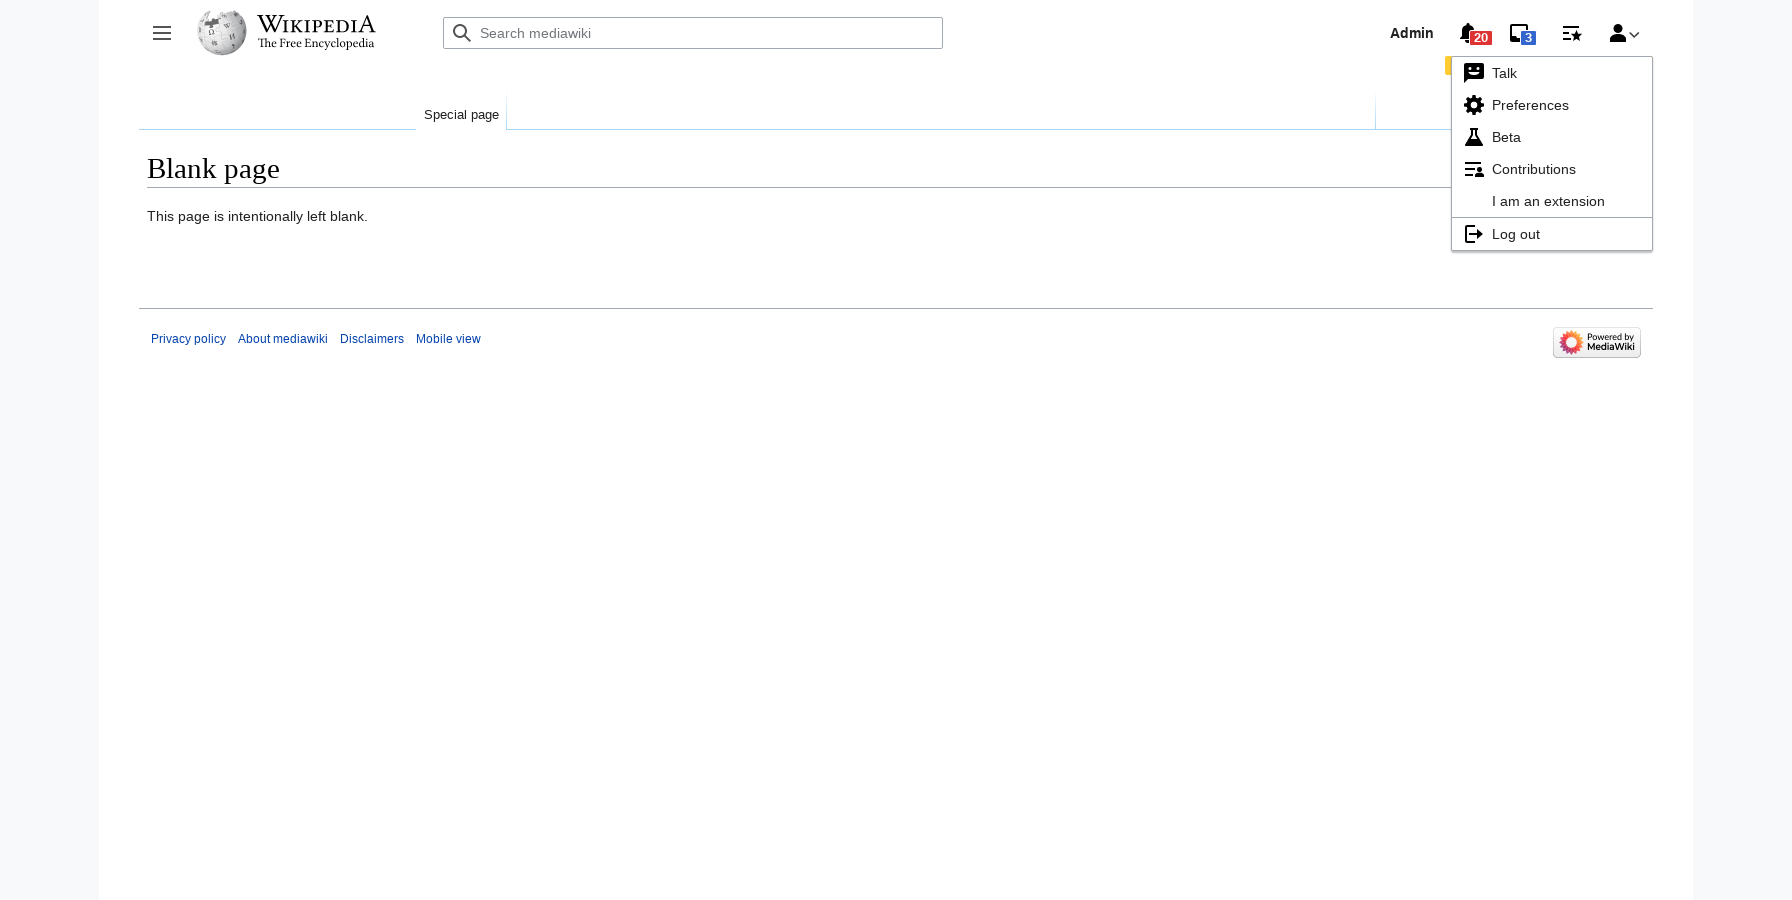 WIKIPEDIA
The Free Encyclopedia
Search mediawiki
Admin
20
3
Talk
Preferences
Beta
Contributions
I am an extension
Log out
Special page
Blank page
This page is intentionally left blank.
Privacy policy About mediawiki Disclaimers Mobile view
Powered by
MediaWiki